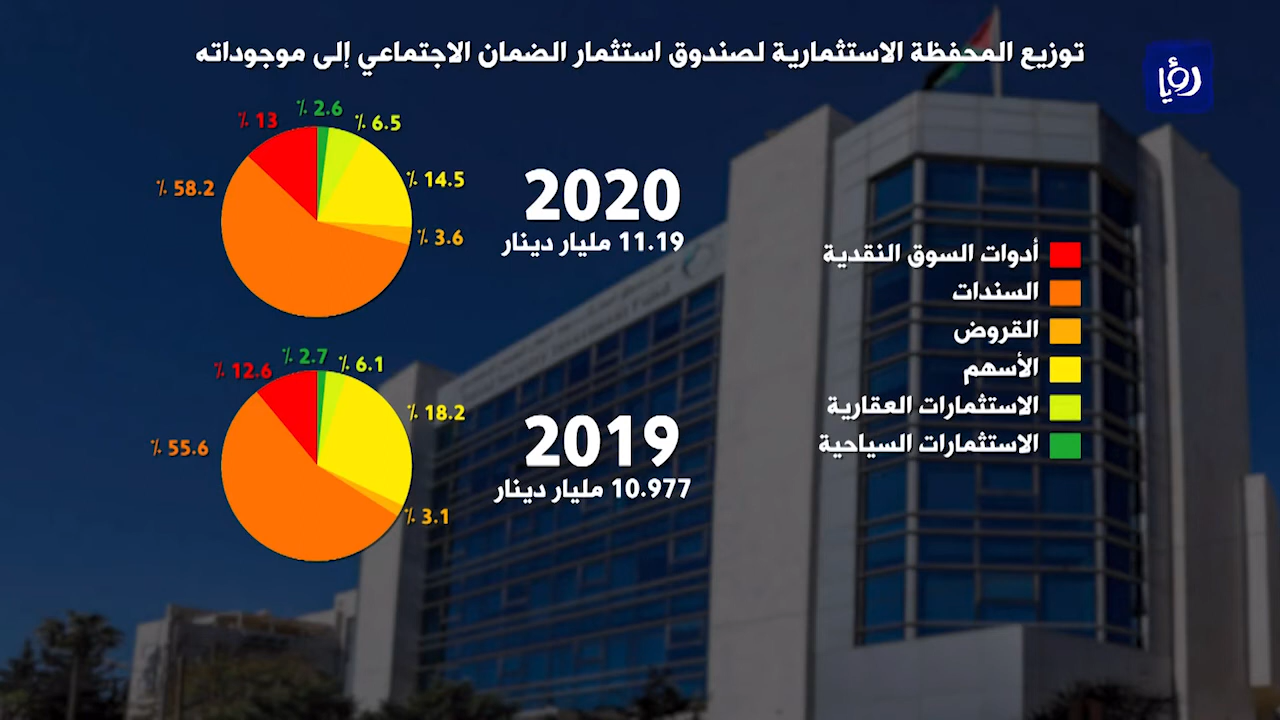 توزيع المحفظة الاستثمارية لصندوق استثمار الضمان الاجتماعي إلى موجوداته
رؤيا
٪ 2.6
٪ 13
٪ 6.5
٪ 14.5
٪ 58.2
٪ 3.6
2020
11.19 مليار دينار
أدوات السوق النقدية
السندات
القروض
الأسهم
الاستثمارات العقارية
الاستثمارات السياحية
٪ 2.7
٪ 12.6
٪ 6.1
٪ 18.2
٪ 55.6
٪ 3.1
2019
10.977 مليار دينار